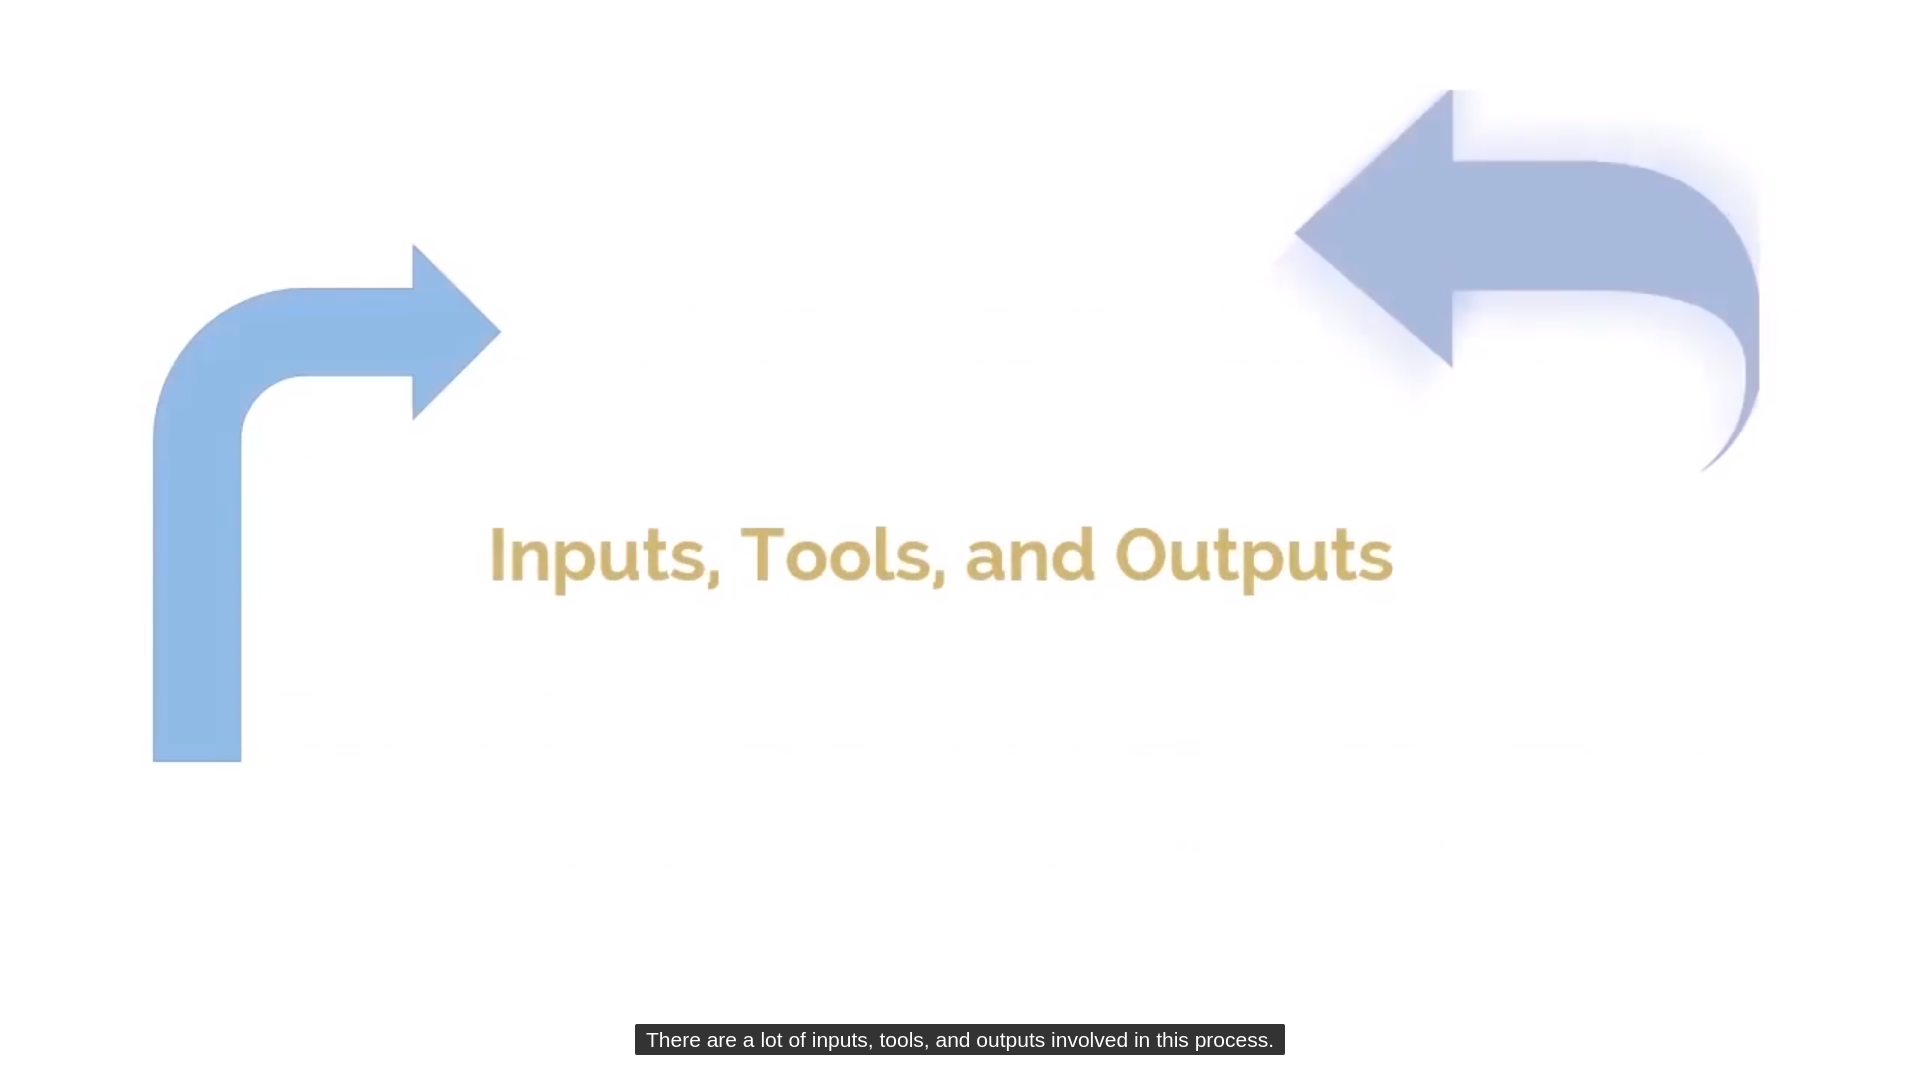 Inputs, Tools, and Outputs
There are a lot of inputs, tools, and outputs involved in this process.